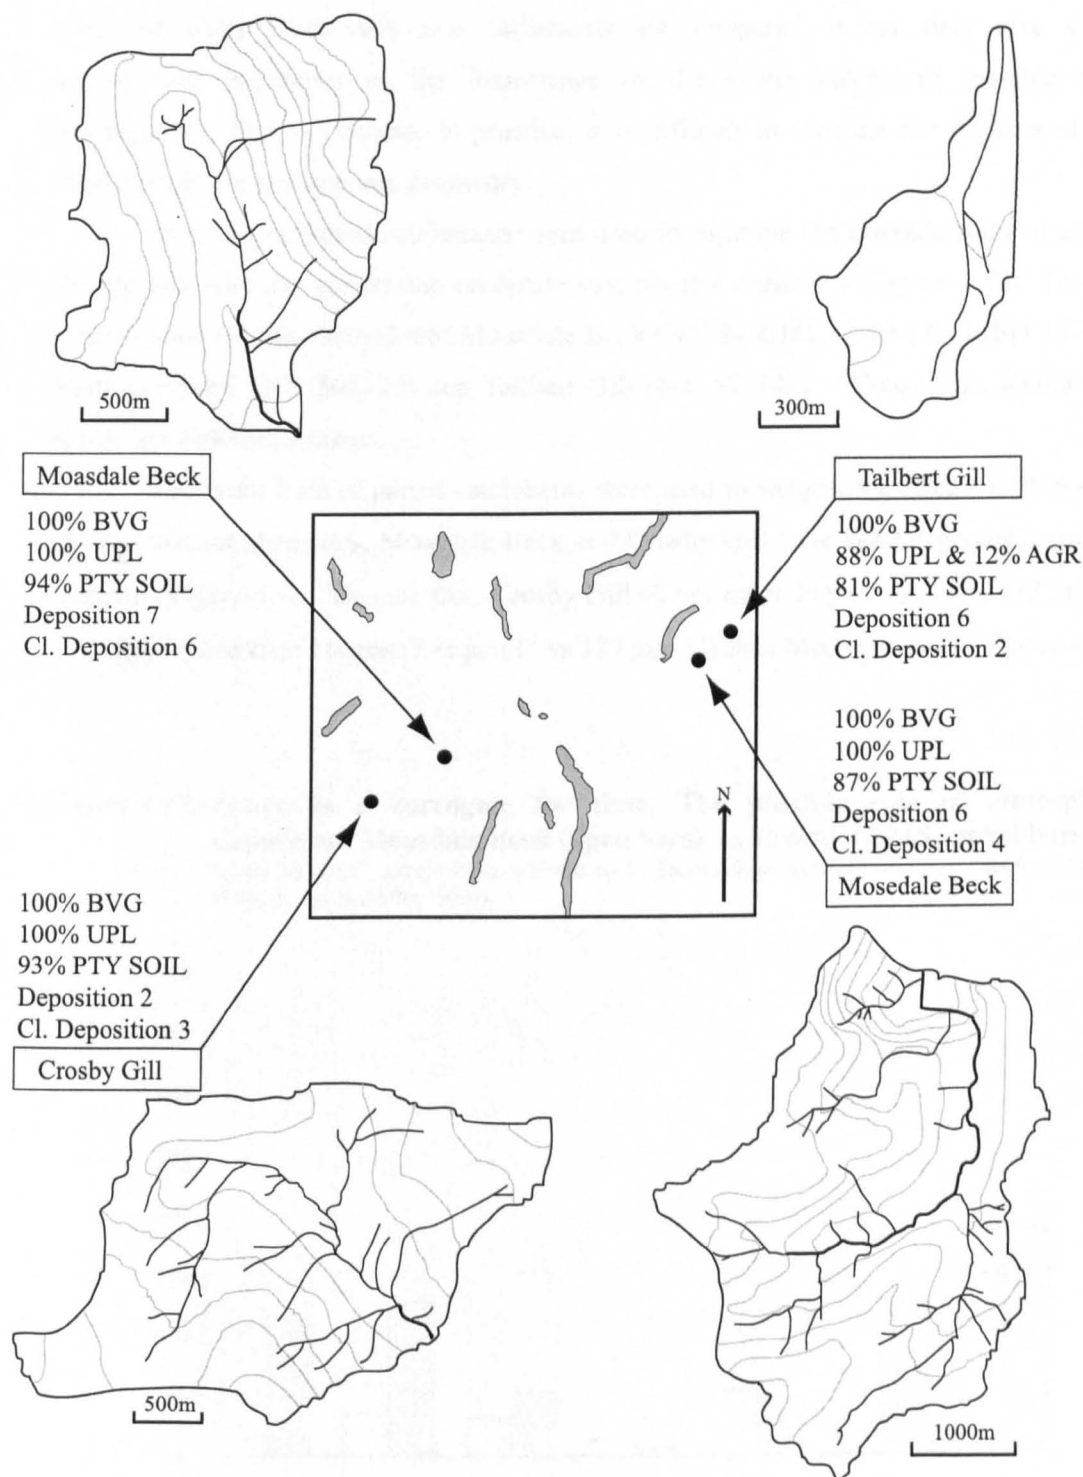 500m
300m
Moasdale Beck
100% BVG
100% UPL
94% PTY SOIL
Deposition 7
Cl. Deposition 6
Tailbert Gill
100% BVG
88% UPL & 12% AGR
81% PTY SOIL
Deposition 6
Cl. Deposition 2
100% BVG
100% UPL
87% PTY SOIL
Deposition 6
Cl. Deposition 4
Mosedale Beck
N
100% BVG
100% UPL
93% PTY SOIL
Deposition 2
Cl. Deposition 3
Crosby Gill
500m
1000m